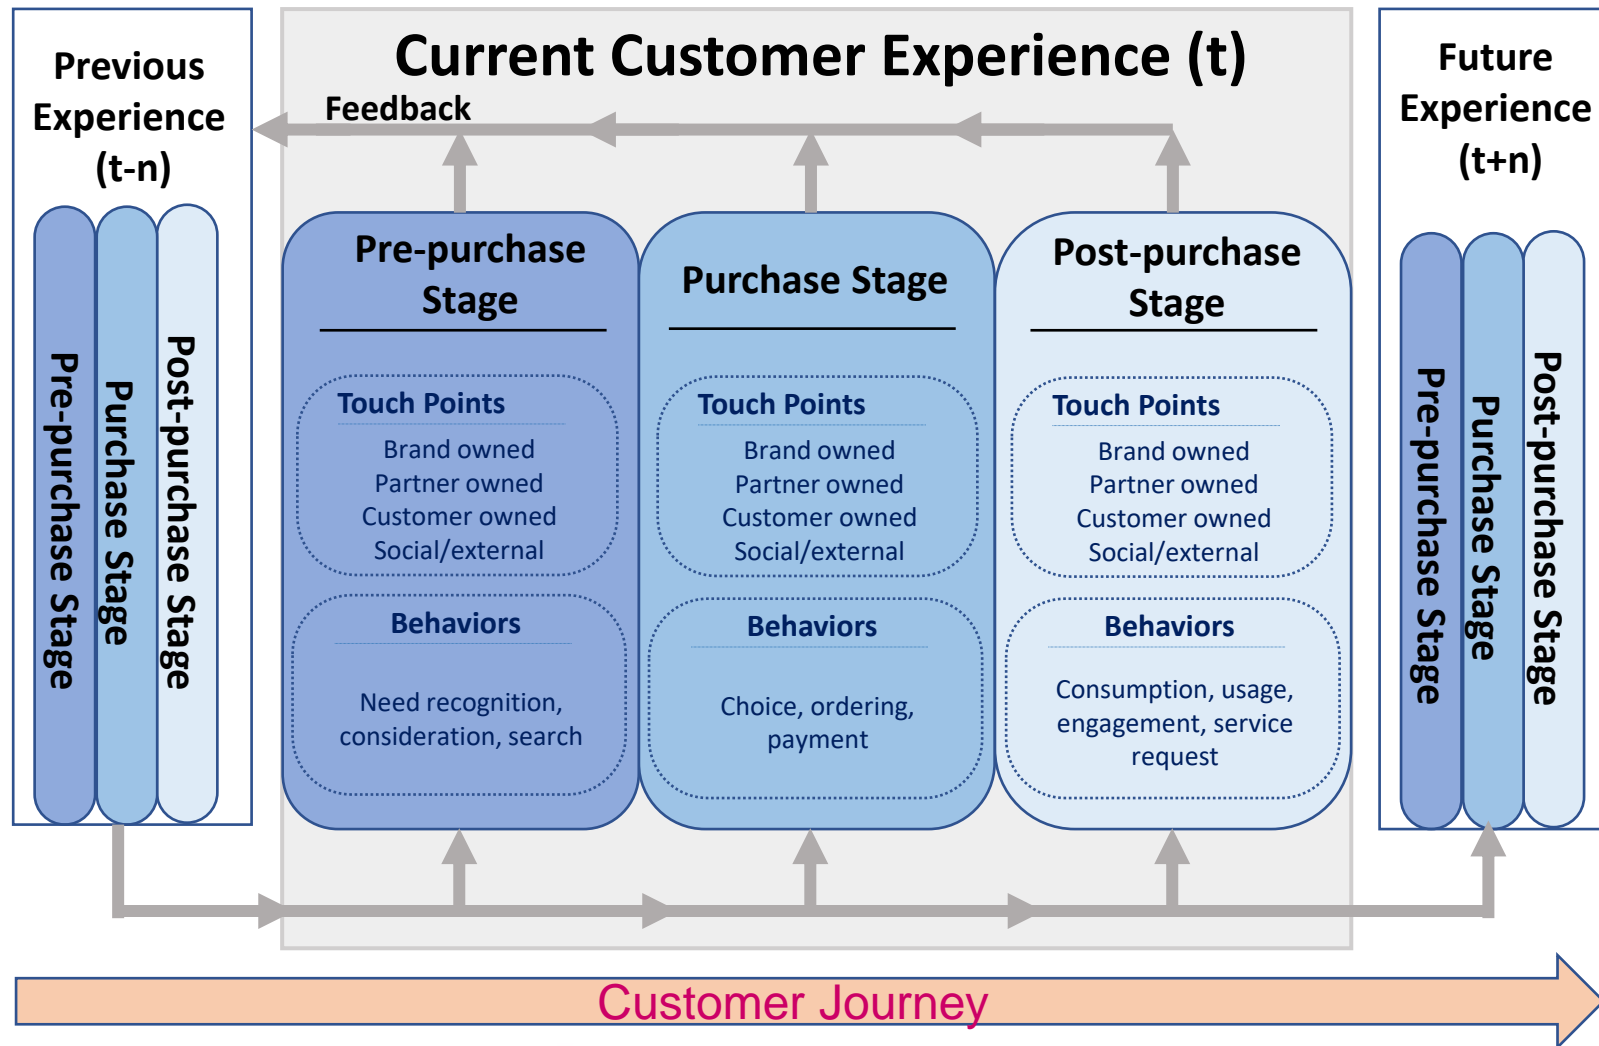 Previous
Experience
(t-n)
Pre-purchase Stage
Purchase Stage
Post-purchase Stage
Current Customer Experience (t)
Feedback
Pre-purchase
Stage
Touch Points
Brand owned
Partner owned
Customer owned
Social/external
Behaviors
Need recognition,
consideration, search
Purchase Stage
Touch Points
Brand owned
Partner owned
Customer owned
Social/external
Behaviors
Choice, ordering,
payment
Post-purchase
Stage
Touch Points
Brand owned
Partner owned
Customer owned
Social/external
Behaviors
Consumption, usage,
engagement, service
request
Future
Experience
(t+n)
Pre-purchase Stage
Purchase Stage
Post-purchase Stage
Customer Journey